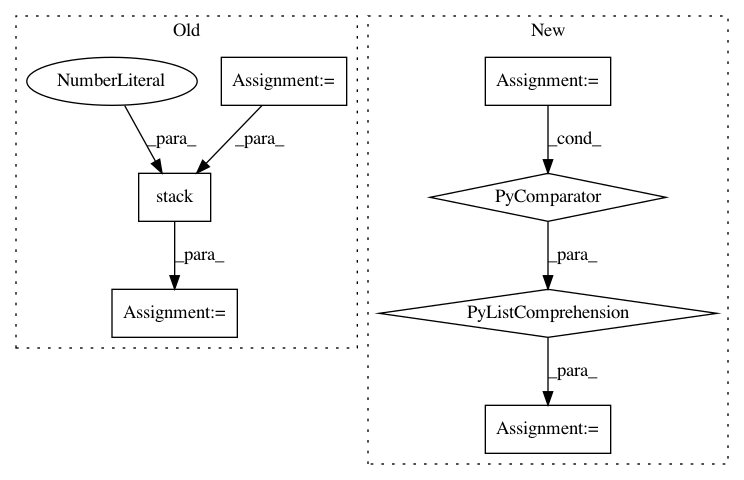 Old
New
NumberLiteral
Assignment:=
Assignment:=
_para_
_para_
_cond_
stack
PyComparator
_para_
_para_
Assignment:=
PyListComprehension
_para_
Assignment:=